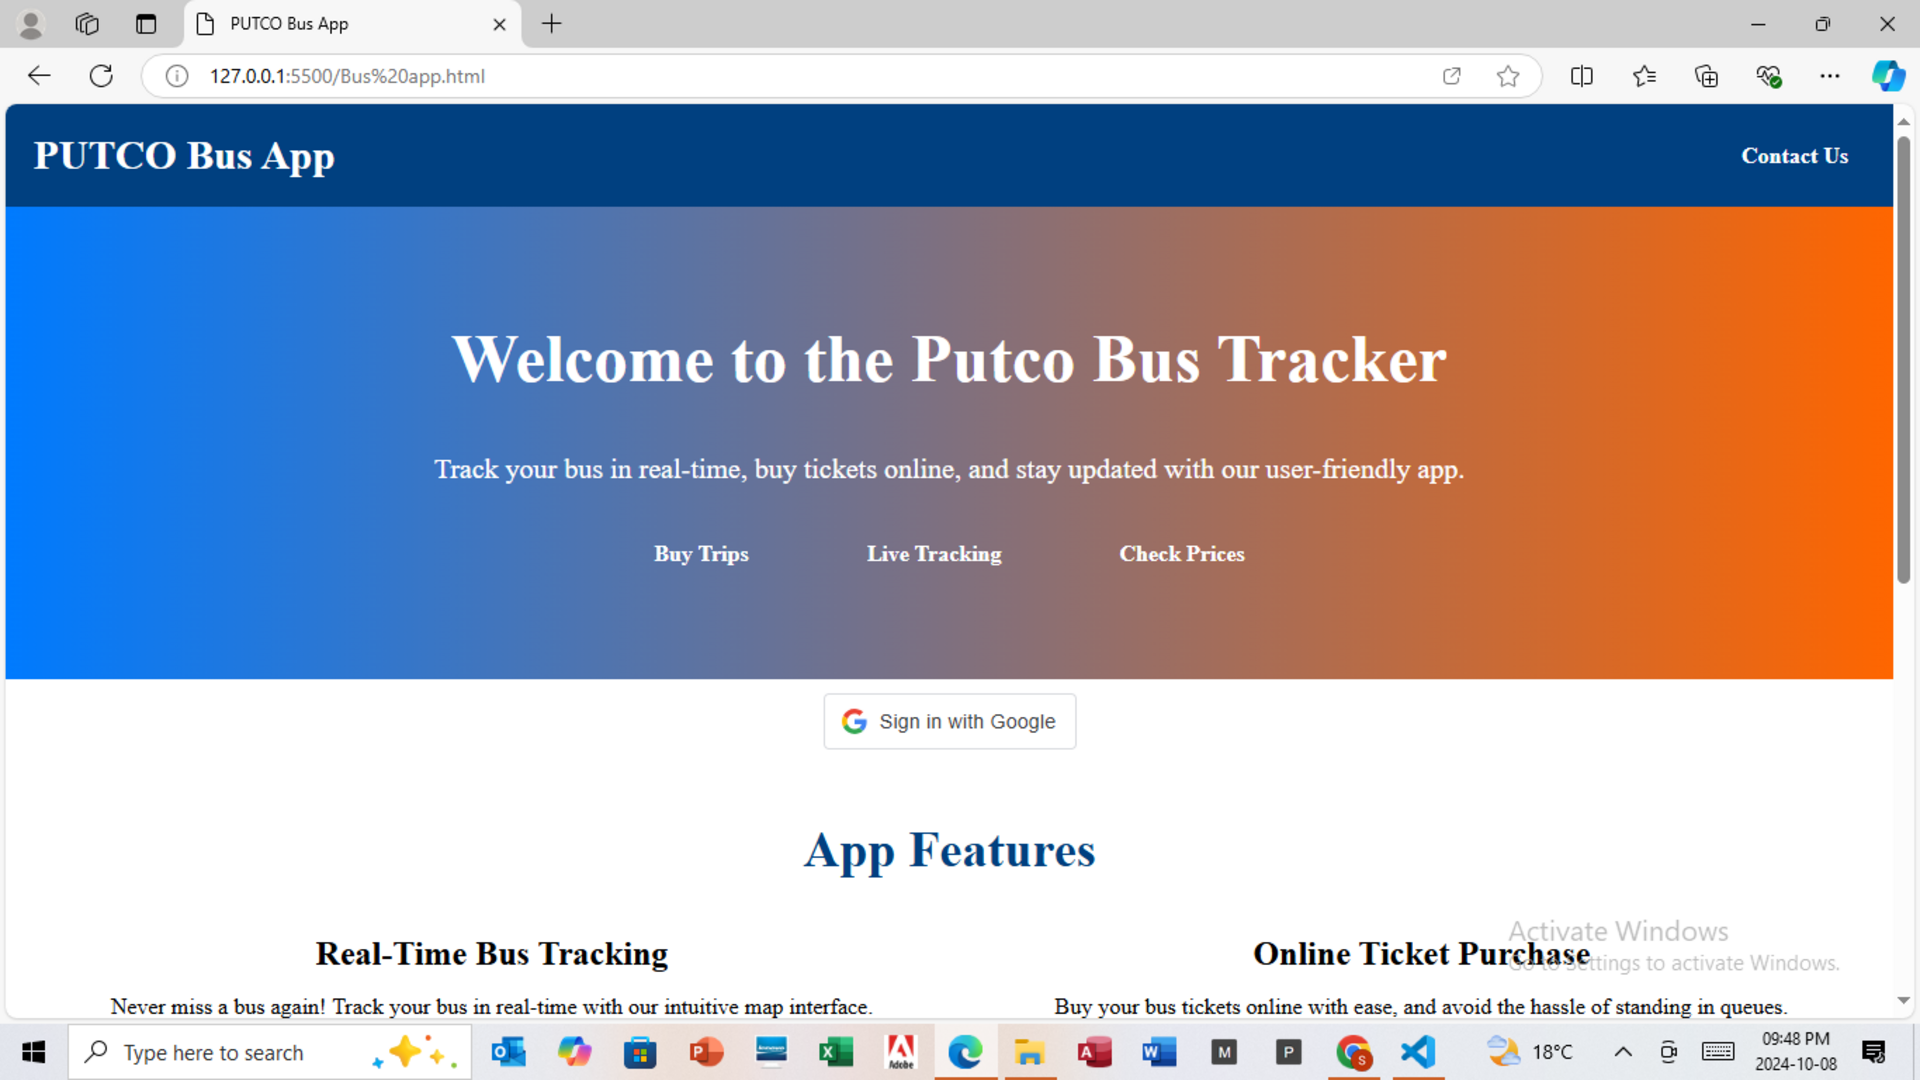 PUTCO Bus App
127.0.0.1:5500/Bus%20app.html
PUTCO Bus App
Contact Us
Welcome to the Putco Bus Tracker
Track your bus in real-time, buy tickets online, and stay updated with our user-friendly app.
Buy Trips
Live Tracking
Check Prices
Sign in with Google
App Features
Real-Time Bus Tracking
Never miss a bus again! Track your bus in real-time with our intuitive map interface.
Online Ticket Purchase
Buy your bus tickets online with ease, and avoid the hassle of standing in queues.
Activate Windows
Go to Settings to activate Windows.
Type here to search
Adobe
M
P
S
18°C
09:48 PM
2024-10-08